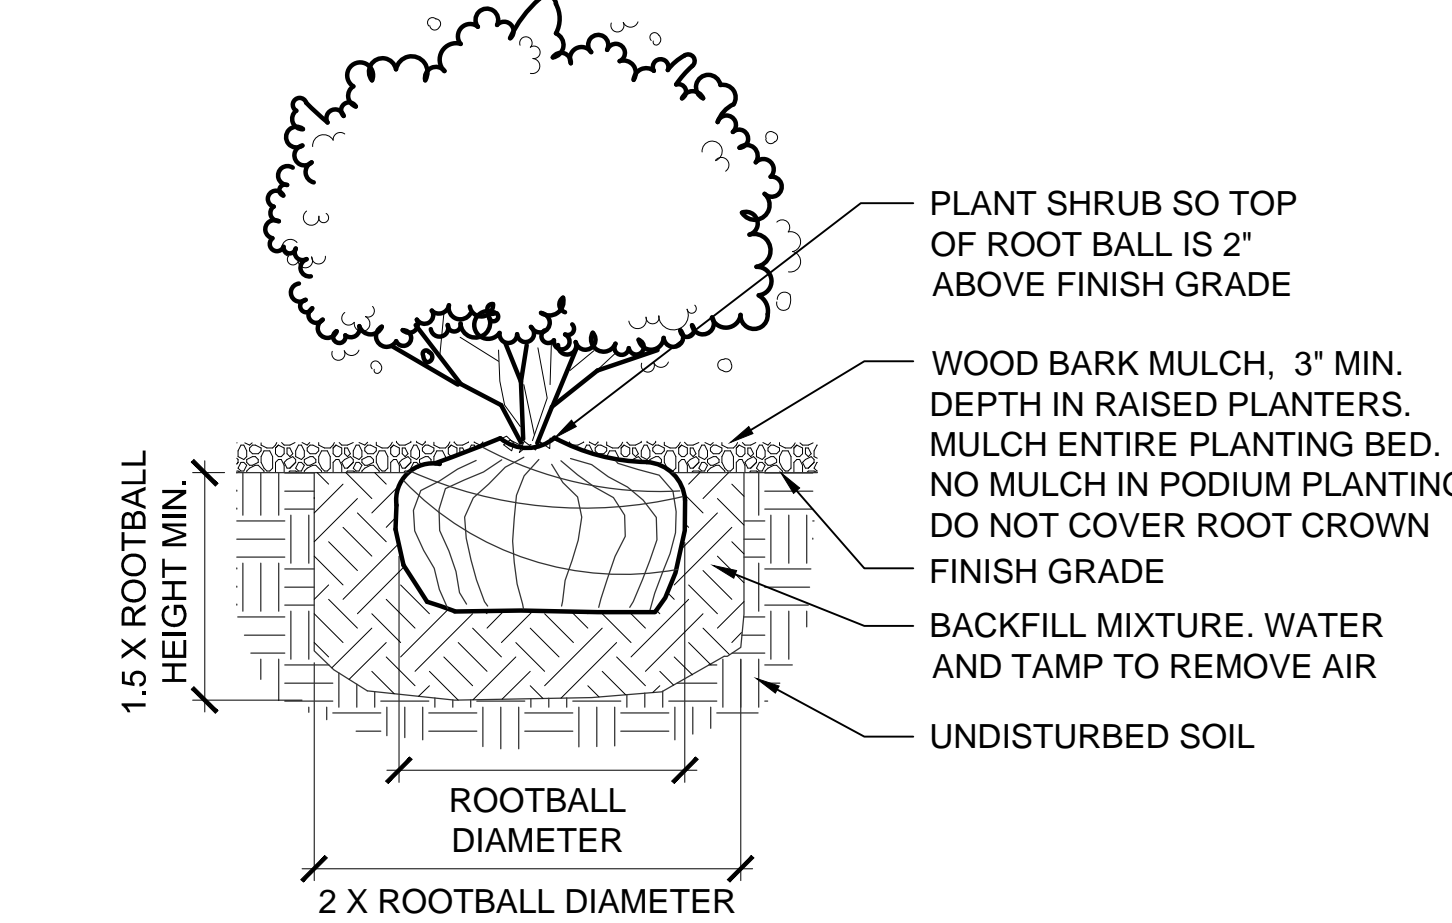 PLANT SHRUB SO TOP
OF ROOT BALL IS 2"
ABOVE FINISH GRADE
WOOD BARK MULCH, 3" MIN.
DEPTH IN RAISED PLANTERS.
MULCH ENTIRE PLANTING BED.
NO MULCH IN PODIUM PLANTING
DO NOT COVER ROOT CROWN
FINISH GRADE
BACKFILL MIXTURE. WATER
AND TAMP TO REMOVE AIR
UNDISTURBED SOIL
1.5 X ROOTBALL
HEIGHT MIN.
ROOTBALL
DIAMETER
2 X ROOTBALL DIAMETER